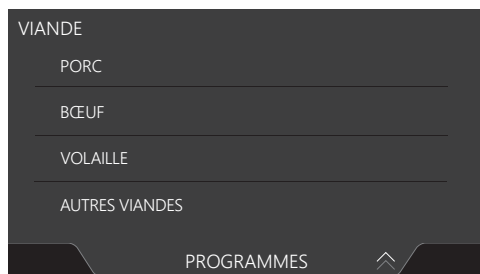 VIANDE
PORC
BŒUF
VOLAILLE
AUTRES VIANDES
PROGRAMMES